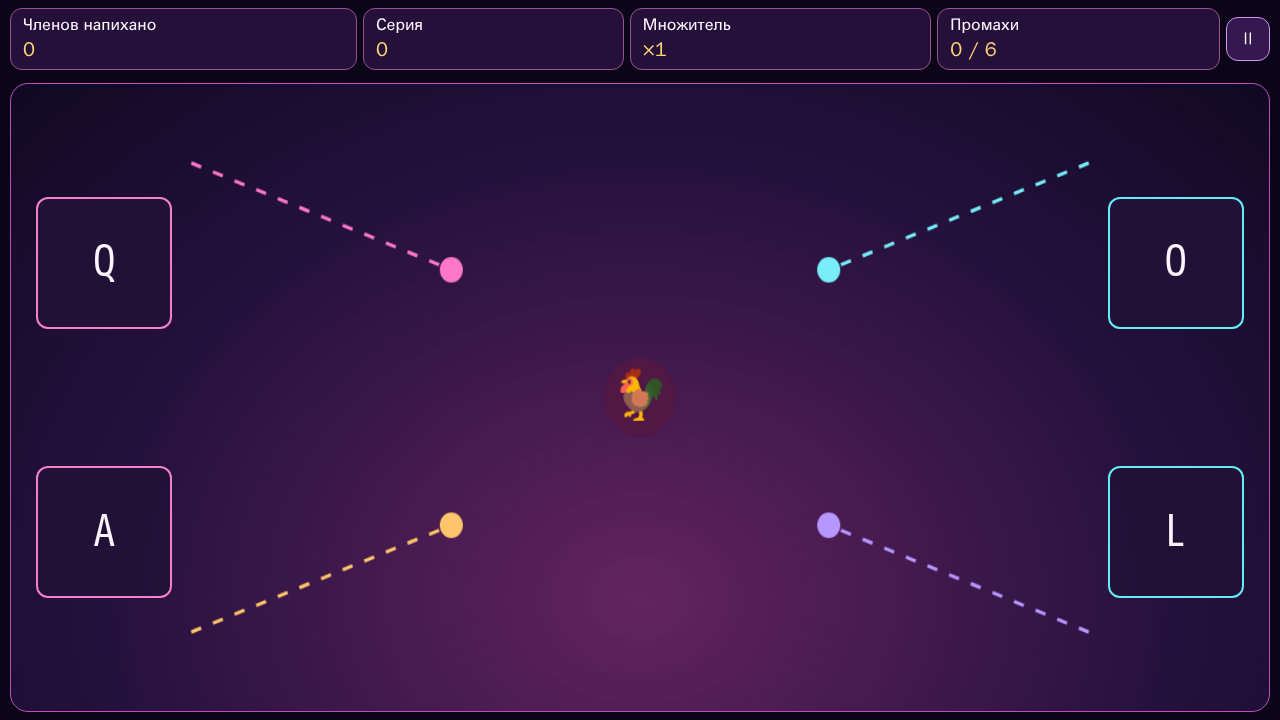 Членов напихано
0
Серия
0
Множитель
×1
Промахи
0 / 6
Q
O
A
L